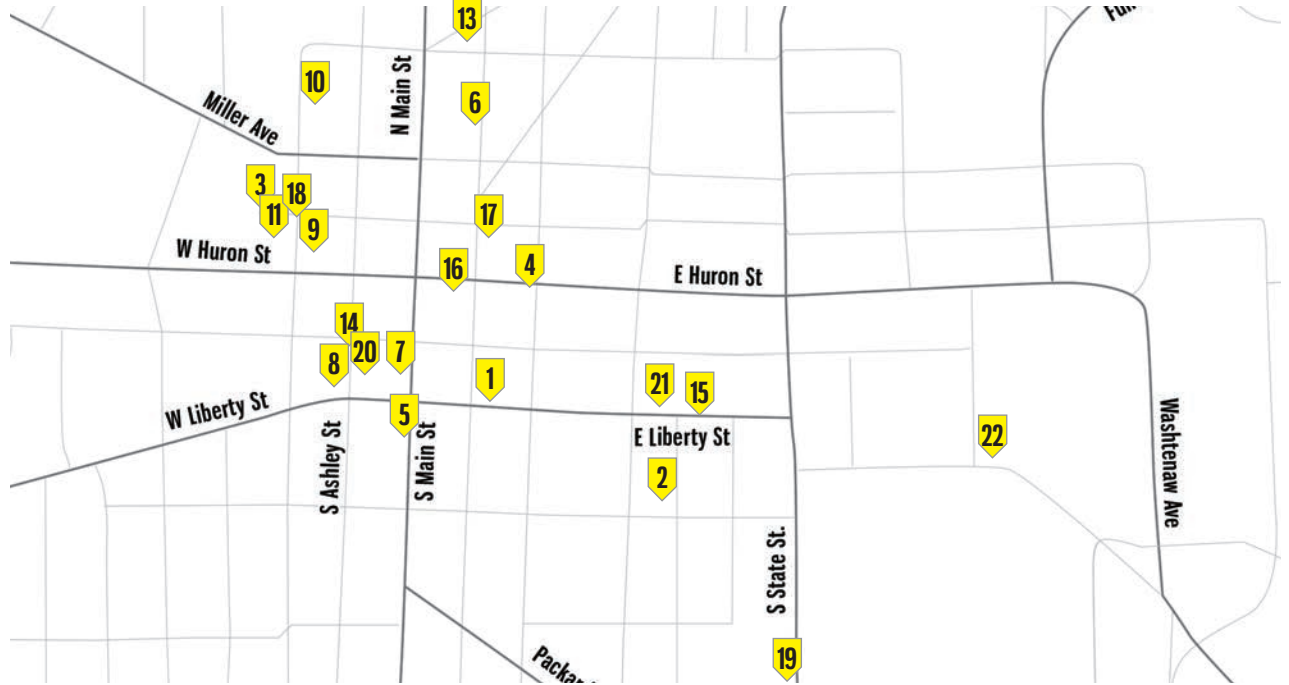 13
10
N Main St
6
Miller Ave
3
18
11
17
9
W Huron St
16
4
E Huron St
14
7
20
8
1
21
15
W Liberty St
5
Washtenaw Ave
S Ashley St
S Main St
E Liberty St
22
2
S State St.
19